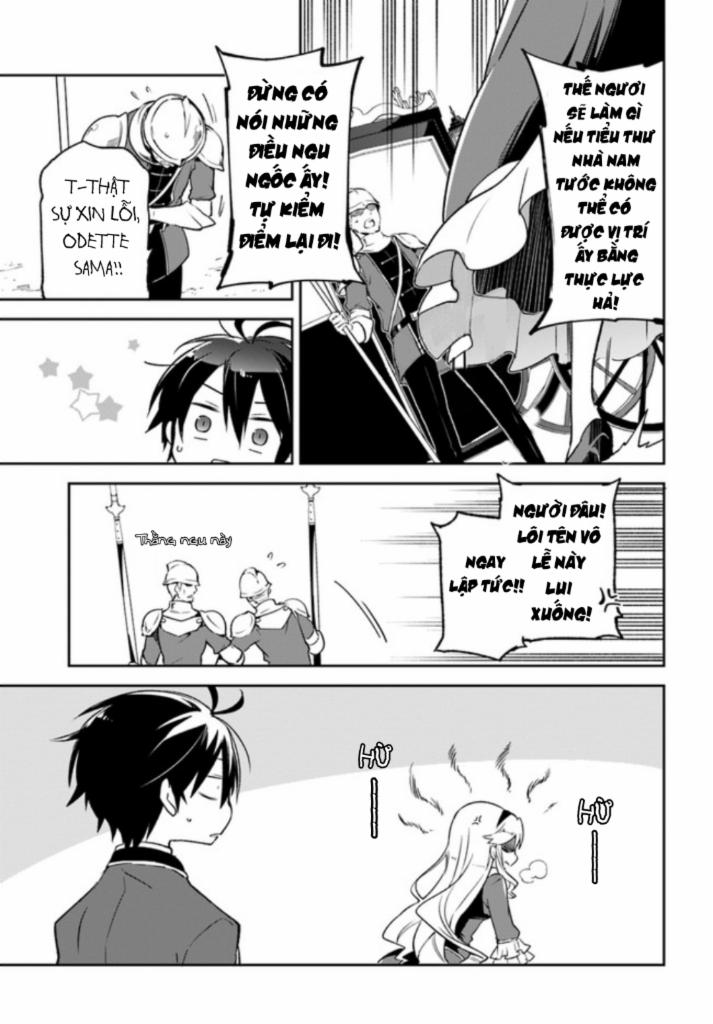 THẾ NGƯƠI
SẼ LÀM GÌ
NẾU TIỂU THƯ
NHÀ NAM
TƯỚC KHÔNG
THỂ CÓ
ĐƯỢC VỊ TRÍ
ẤY BẰNG
THỰC LỰC
HẢ!
ĐỪNG CÓ
NÓI NHỮNG
ĐIỀU NGU
NGỐC ẤY!
TỰ KIỂM
ĐIỂM LẠI ĐI!
T-THẬT
SỰ XIN LỖI,
ODETTE
SAMA!!
NGƯỜI ĐÂU!
LÔI TÊN VÔ
LỄ NÀY
LUI
XUỐNG!
NGAY
LẬP TỨC!!
Thằng ngu này
HỪ
HỪ